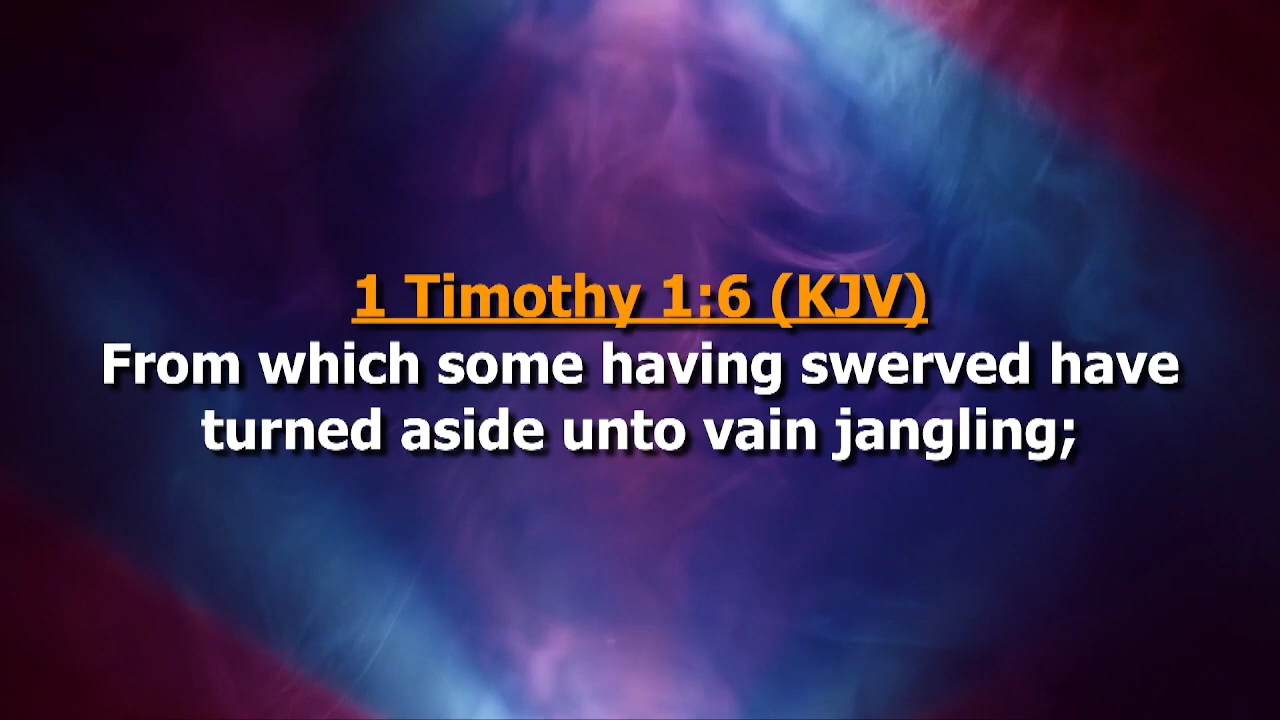 1 Timothy 1:6 (KJV)
From which some having swerved have
turned aside unto vain jangling;